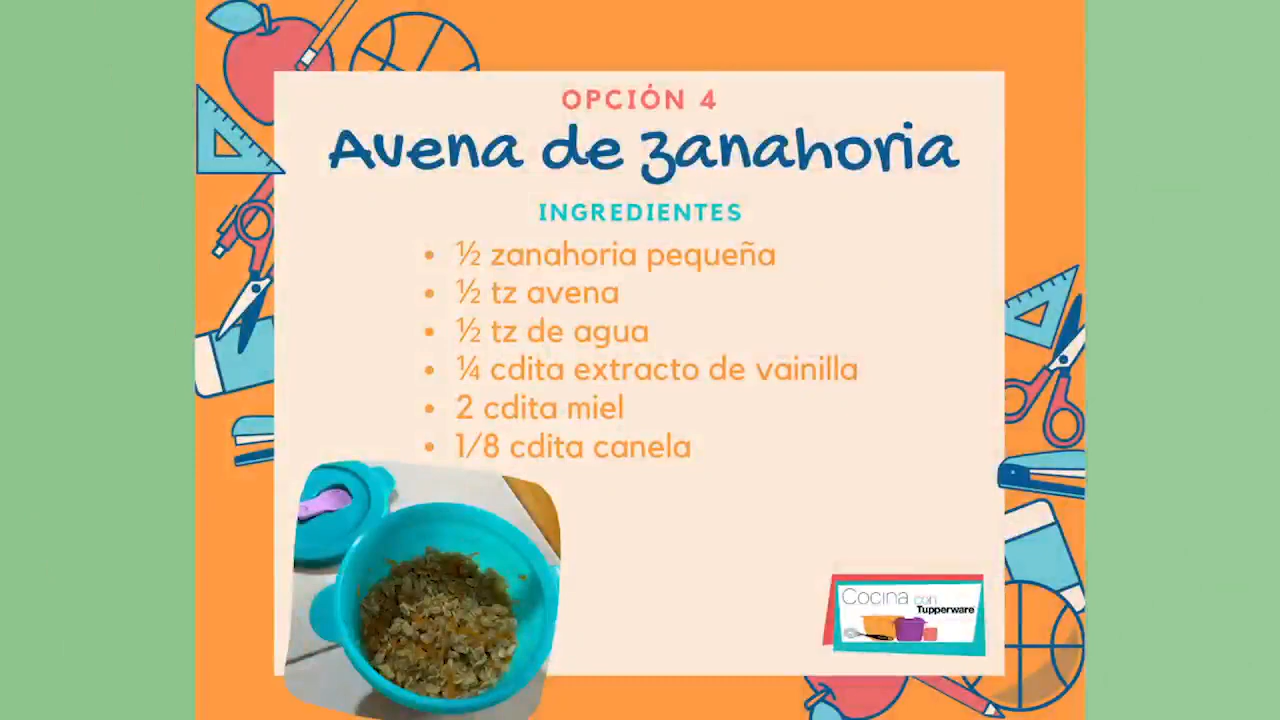 OPCIÓN 4
Avena de zanahoria
INGREDIENTES
• ½ zanahoria pequeña
• ½ tz avena
• ½ tz de agua
• ¼ cdita extracto de vainilla
• 2 cdita miel
• 1/8 cdita canela
Cocina con
Tupperware